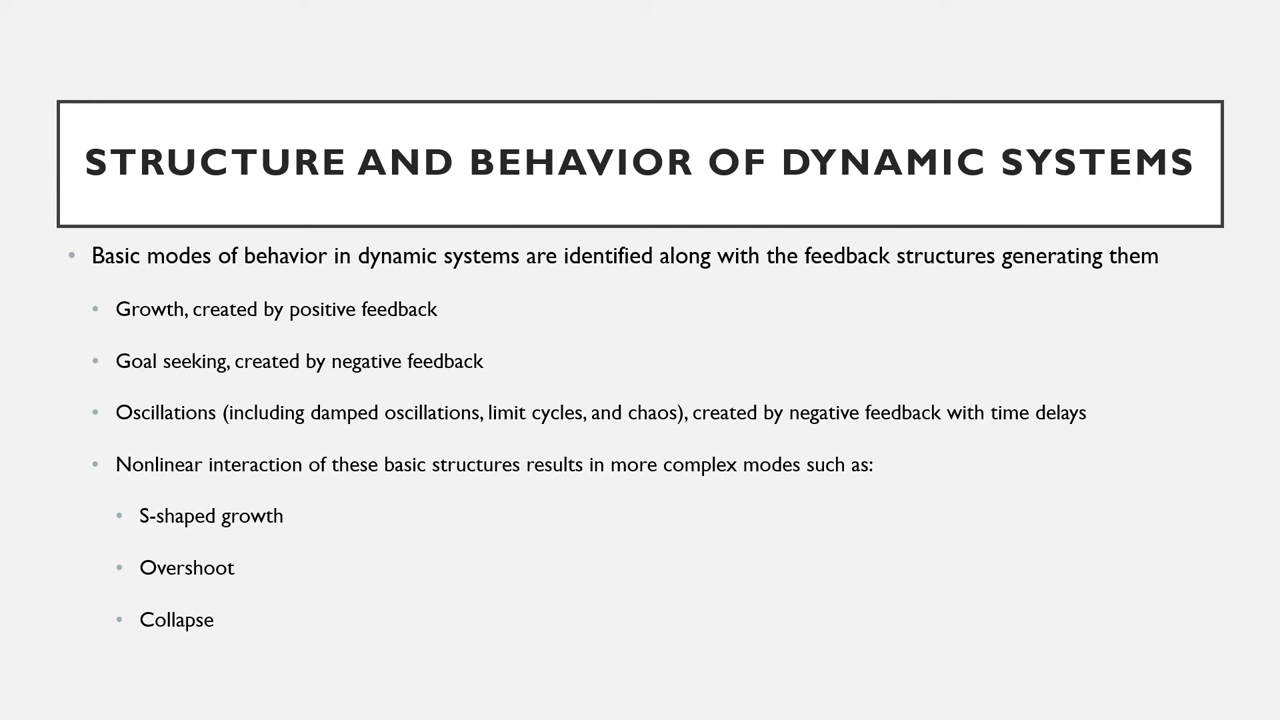 STRUCTURE AND BEHAVIOR OF DYNAMIC SYSTEMS
• Basic modes of behavior in dynamic systems are identified along with the feedback structures generating them
• Growth, created by positive feedback
• Goal seeking, created by negative feedback
• Oscillations (including damped oscillations, limit cycles, and chaos), created by negative feedback with time delays
• Nonlinear interaction of these basic structures results in more complex modes such as:
• S-shaped growth
• Overshoot
• Collapse